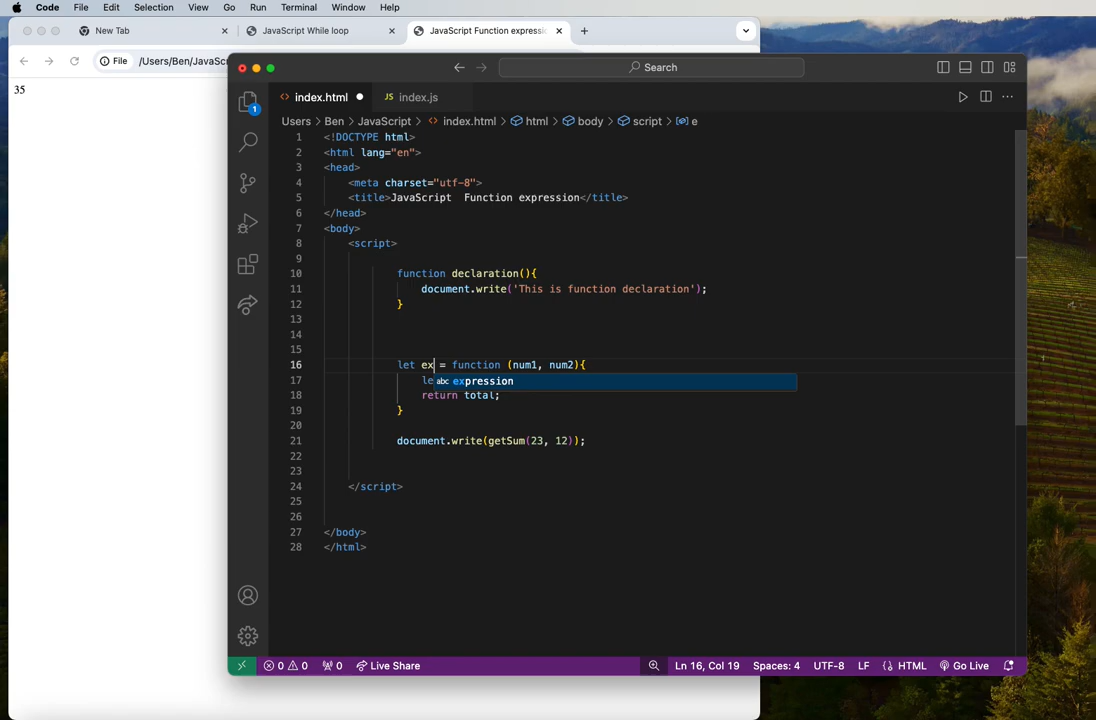 Code File Edit Selection View Go Run Terminal Window Help
New Tab
JavaScript While loop
JavaScript Function expressi
File /Users/Ben/JavaSc
35
Search
index.html
JS index.js
Users > Ben > JavaScript > index.html > html > body > script > e
1 <!DOCTYPE html>
2 <html lang="en">
3 <head>
4 <meta charset="utf-8">
5 <title>JavaScript  Function expression</title>
6 </head>
7 <body>
8 <script>
9
10 function declaration(){
11 document.write('This is function declaration');
12 }
13
14
15
16 let ex = function (num1, num2){
17 le
abc expression
18 return total;
19 }
20
21 document.write(getSum(23, 12));
22
23
24 </script>
25
26
27 </body>
28 </html>
1
0 0 0 Live Share
Ln 16, Col 19 Spaces: 4 UTF-8 LF HTML Go Live